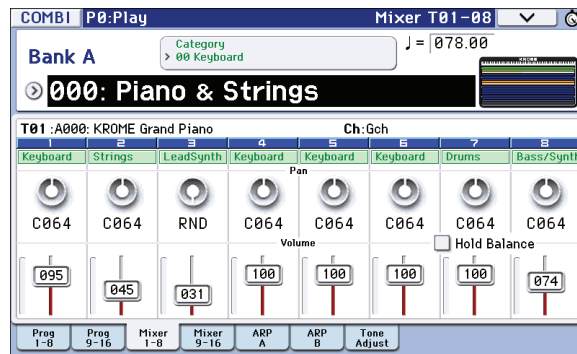 COMBI P0:Play Mixer T01-08
Bank A
Category
> 00 Keyboard
♩= 078.00
KROME
000: Piano & Strings
T01 :A000: KROME Grand Piano Ch:Gch
1 2 3 4 5 6 7 8
Keyboard Strings LeadSynth Keyboard Keyboard Keyboard Drums Bass/Synth
Pan
C064 C064 RND C064 C064 C064 C064 C064
Volume
Hold Balance
095 045 031 100 100 100 100 074
Prog 1-8
Prog 9-16
Mixer 1-8
Mixer 9-16
ARP A
ARP B
Tone Adjust